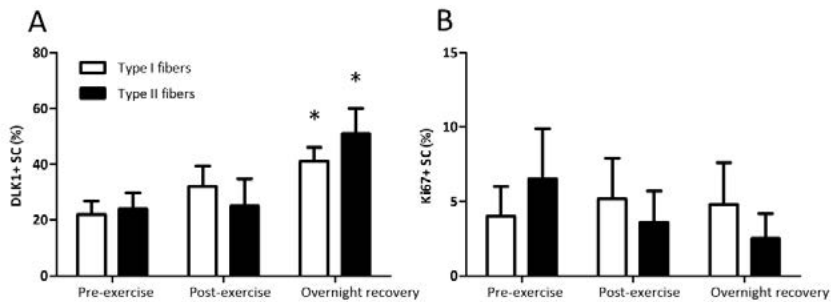 A
DLK1+ SC (%)
80
60
40
20
0
Type I fibers
Type II fibers
*
*
Pre-exercise
Post-exercise
Overnight recovery
B
Ki67+ SC (%)
15
10
5
0
Pre-exercise
Post-exercise
Overnight recovery